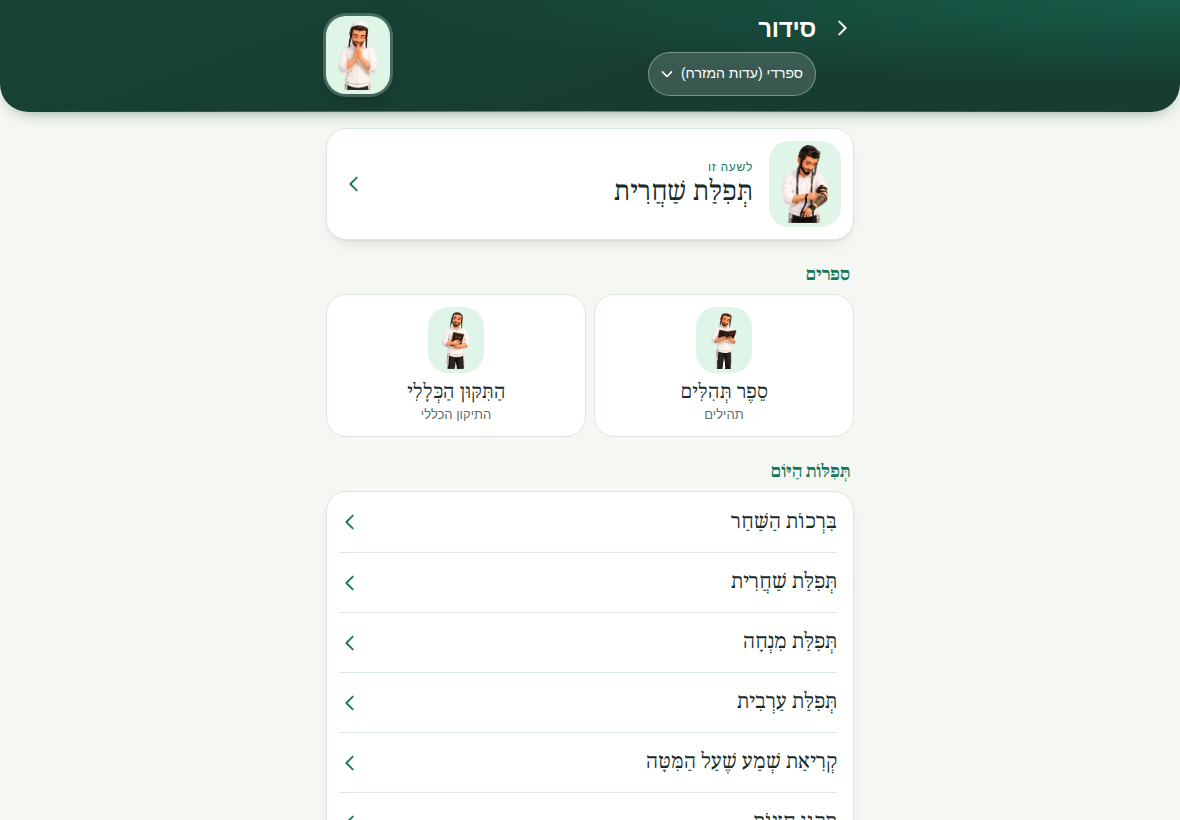 סידור
ספרדי (עדות המזרח)
לשעה זו
תְּפִלַּת שַׁחֲרִית
ספרים
סֵפֶר תְּהִלִּים
תהילים
הַתִּקּוּן הַכְּלָלִי
התיקון הכללי
תְּפִלּוֹת הַיּוֹם
בִּרְכוֹת הַשַּׁחַר
תְּפִלַּת שַׁחֲרִית
תְּפִלַּת מִנְחָה
תְּפִלַּת עַרְבִית
קְרִיאַת שְׁמַע שֶׁעַל הַמִּטָּה